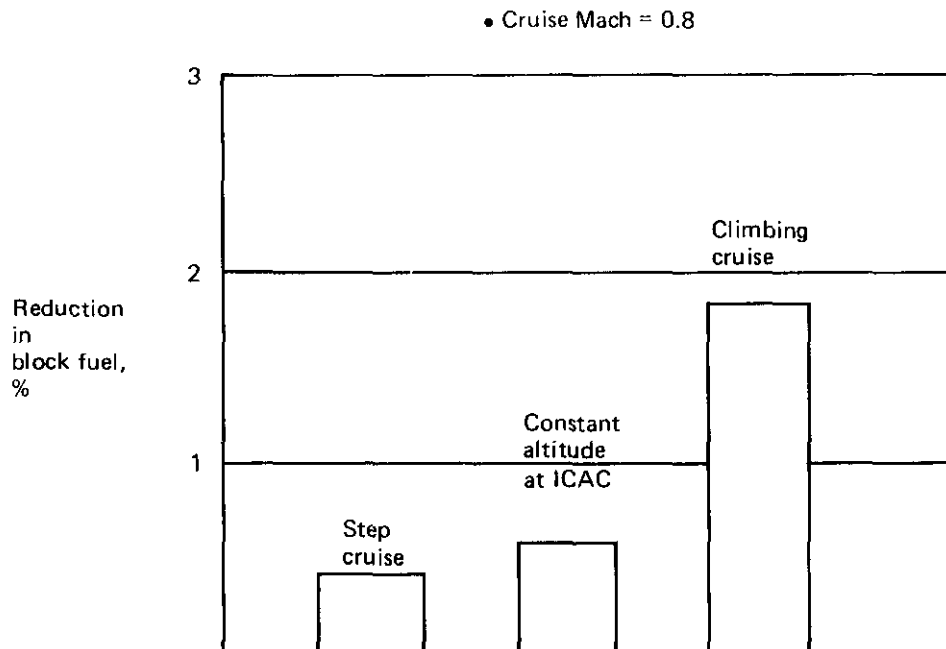 • Cruise Mach = 0.8
3
Climbing
cruise
2
Reduction
in
block fuel,
%
Constant
altitude
at ICAC
1
Step
cruise